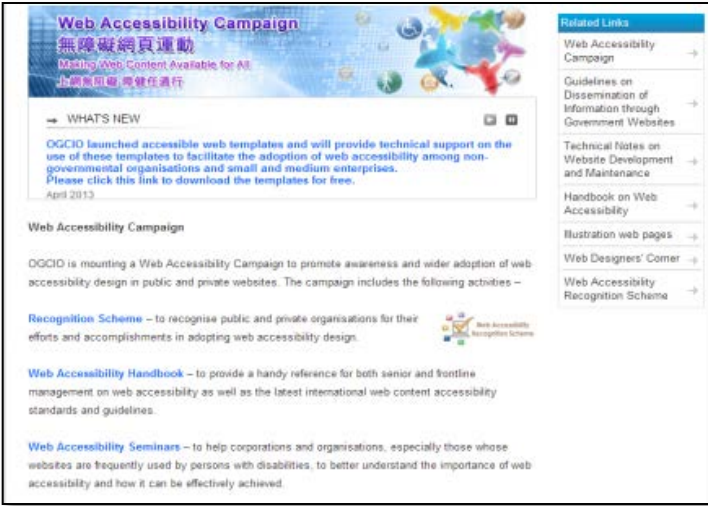 Web Accessibility Campaign
無障礙網頁運動
Making Web Content Available for All
上網無阻礙 障健任通行
WHAT'S NEW
OGCIO launched accessible web templates and will provide technical support on the
use of these templates to facilitate the adoption of web accessibility among non-
governmental organisations and small and medium enterprises.
Please click this link to download the templates for free.
April 2013
Web Accessibility Campaign
OGCIO is mounting a Web Accessibility Campaign to promote awareness and wider adoption of web
accessibility design in public and private websites. The campaign includes the following activities –
Recognition Scheme – to recognise public and private organisations for their
efforts and accomplishments in adopting web accessibility design.
Web Accessibility
Recognition Scheme
Web Accessibility Handbook – to provide a handy reference for both senior and frontline
management on web accessibility as well as the latest international web content accessibility
standards and guidelines.
Web Accessibility Seminars – to help corporations and organisations, especially those whose
websites are frequently used by persons with disabilities, to better understand the importance of web
accessibility and how it can be effectively achieved.
Related Links
Web Accessibility
Campaign
Guidelines on
Dissemination of
Information through
Government Websites
Technical Notes on
Website Development
and Maintenance
Handbook on Web
Accessibility
Illustration web pages
Web Designers' Corner
Web Accessibility
Recognition Scheme